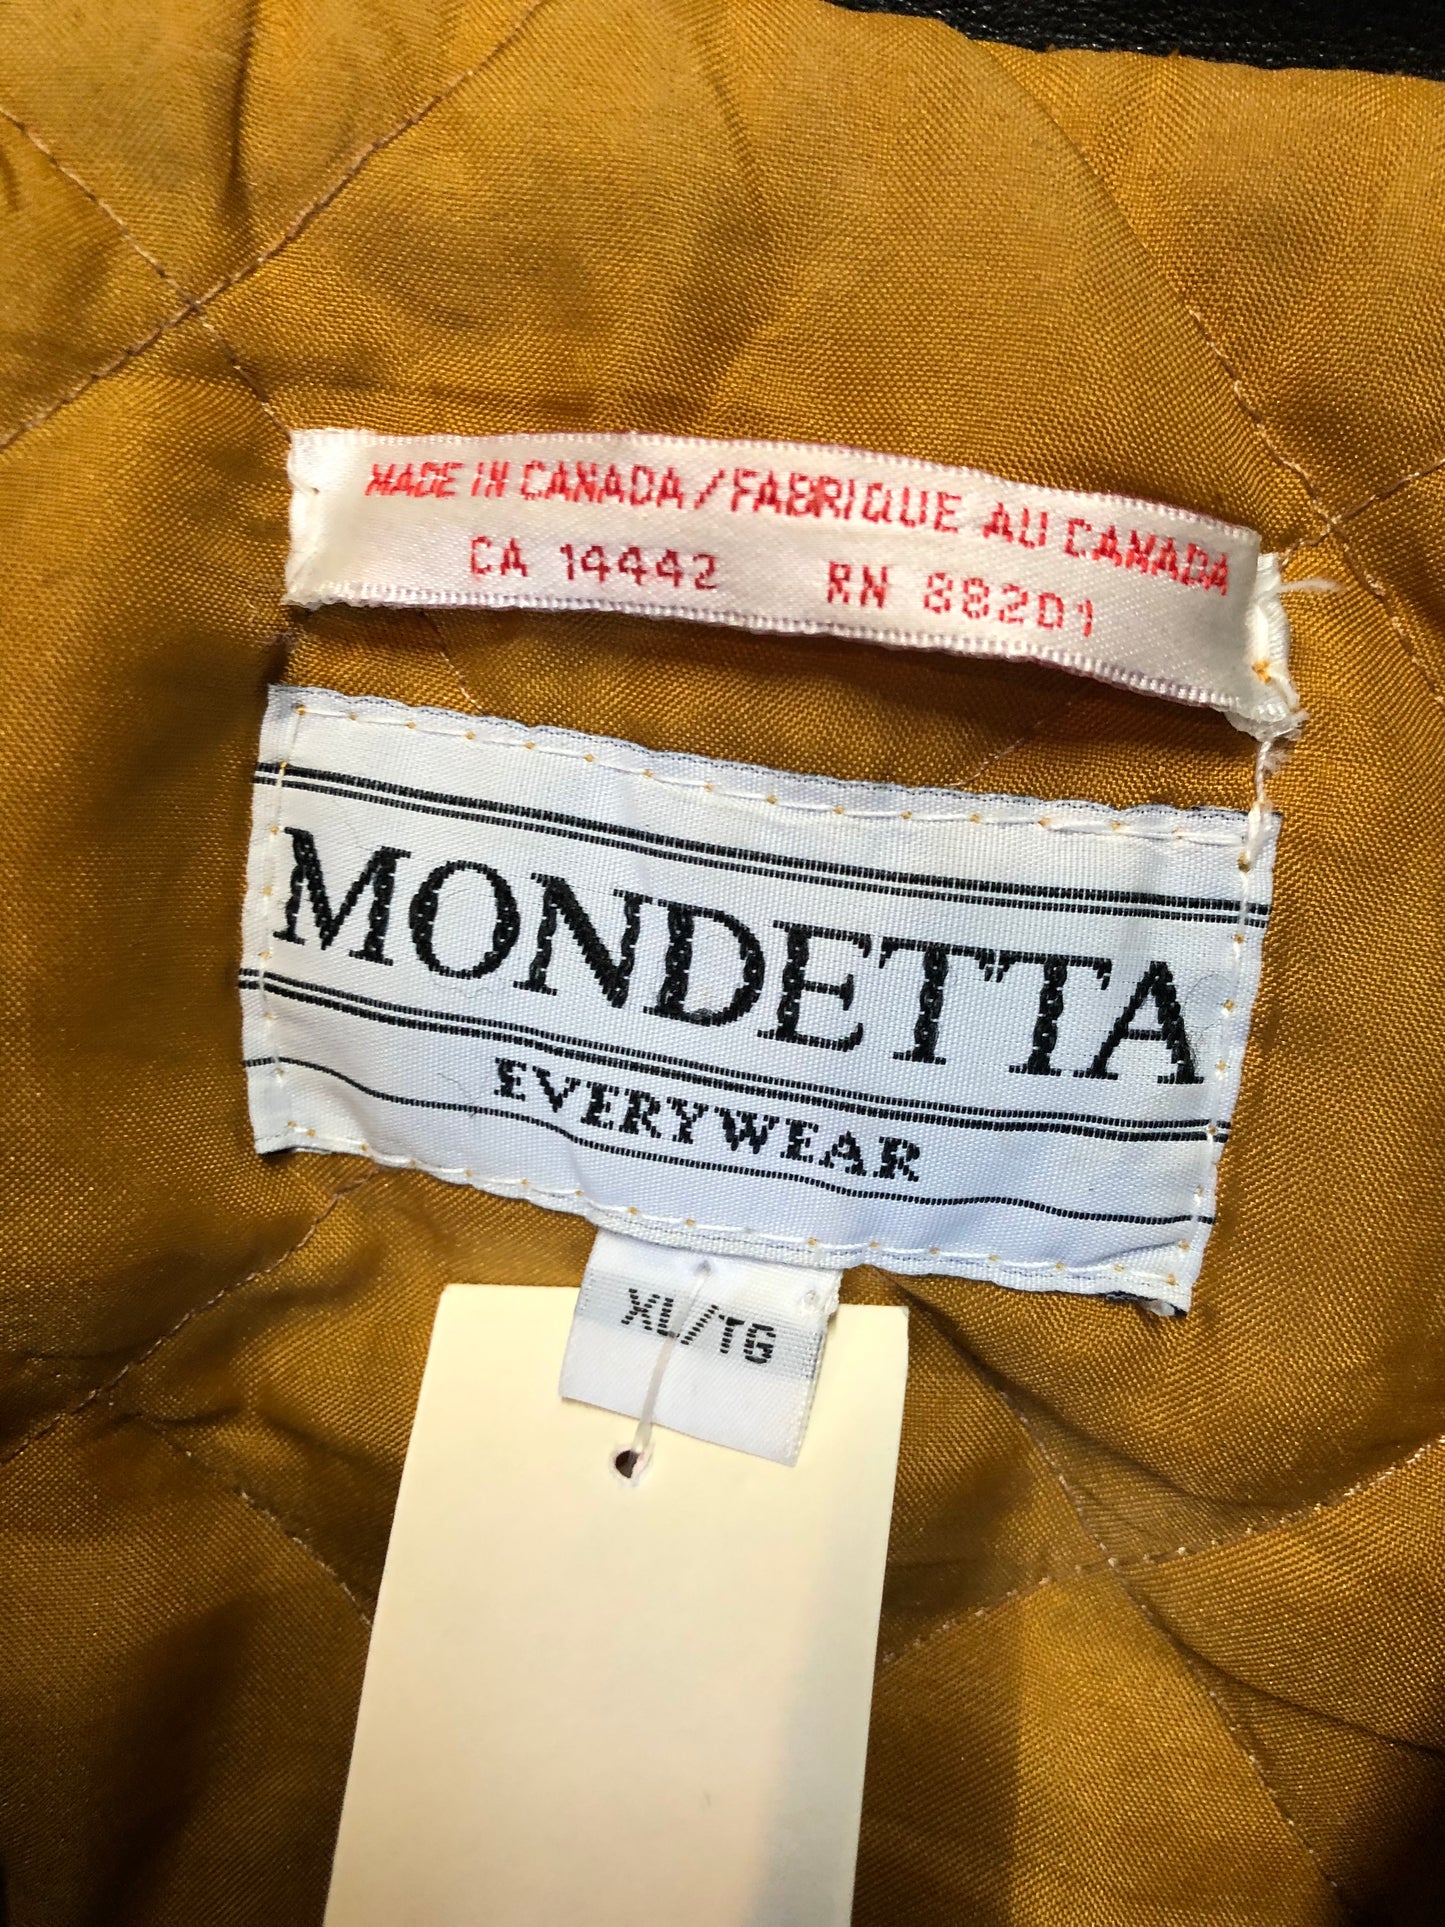 MADE IN CANADA/FABRIQUE AU CANADA
CA 14442 RN 88201
MONDETTA
EVERYWEAR
XL/TG